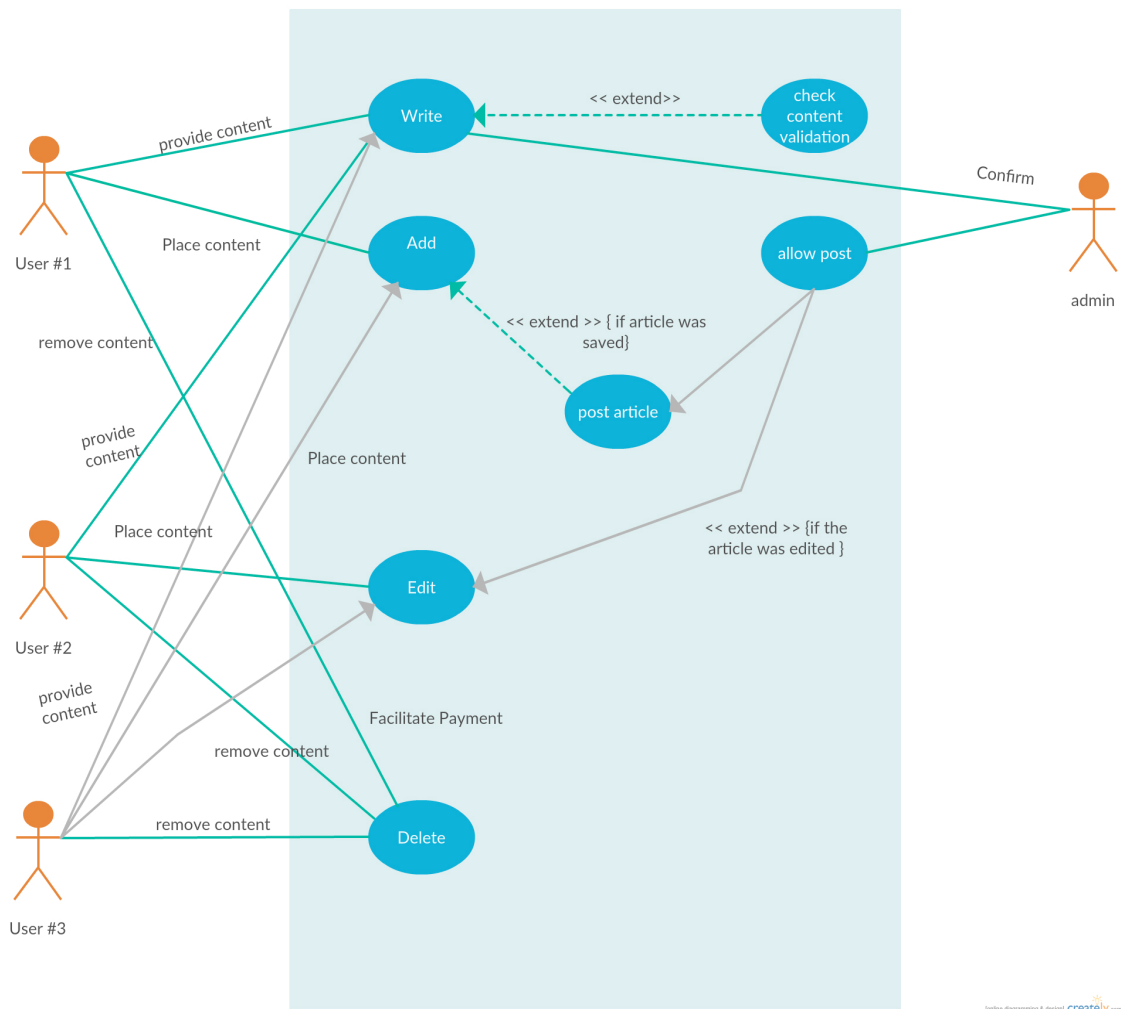 << extend>>
check
content
validation
Write
provide content
Confirm
Place content
Add
allow post
User #1
admin
<< extend >> { if article was
saved}
remove content
post article
provide
content
Place content
Place content
<< extend >> {if the
article was edited }
Edit
User #2
provide
content
Facilitate Payment
remove content
remove content
Delete
User #3
creately